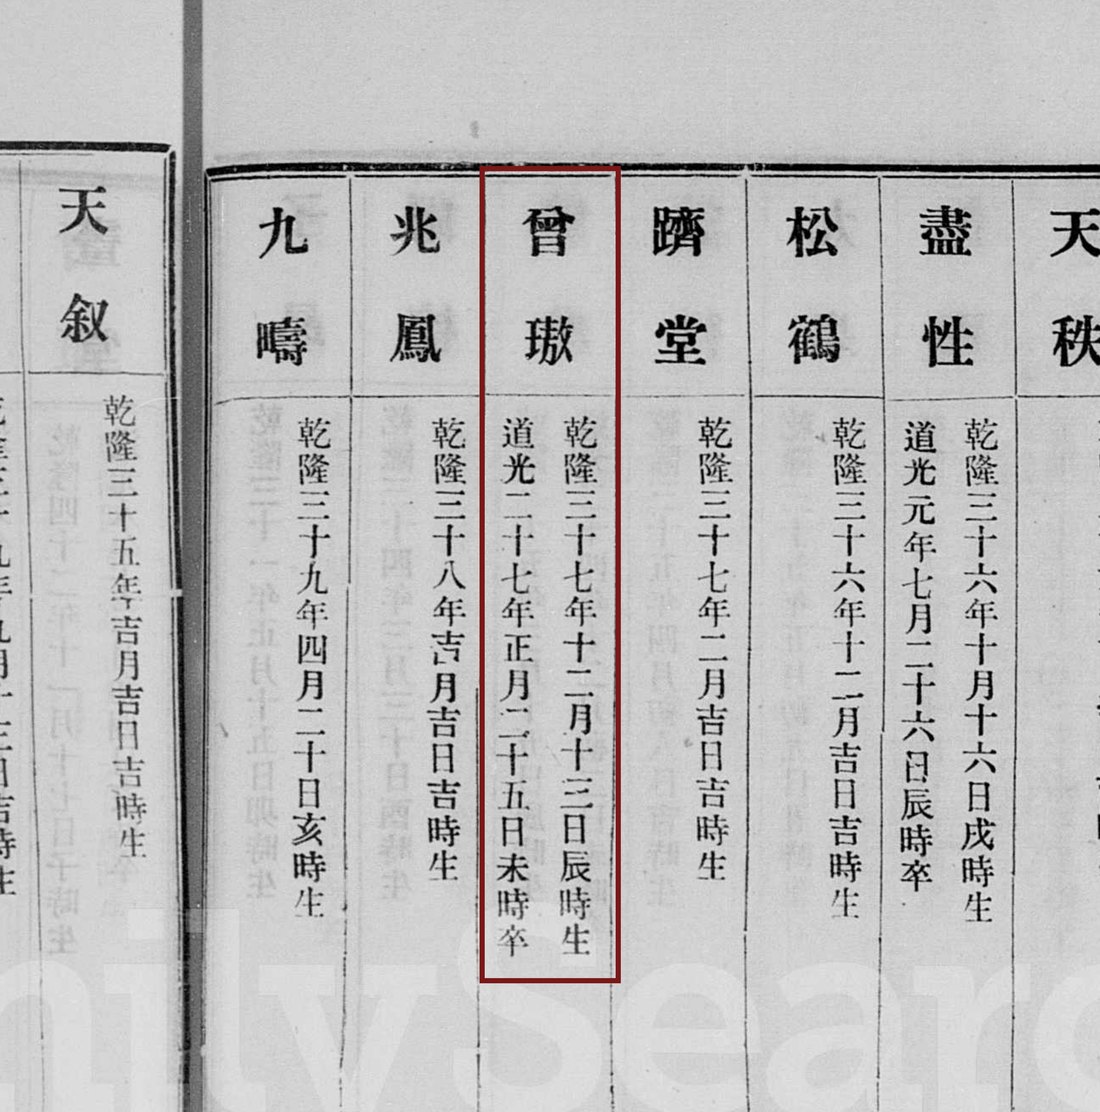 天秩
盡性
乾隆三十六年十月十六日戌時生
道光元年七月二十六日辰時卒
松鶴
乾隆三十六年十二月吉日吉時生
躋堂
乾隆三十七年二月吉日吉時生
曾璈
乾隆三十七年十二月十三日辰時生
道光二十七年正月二十五日未時卒
兆鳳
乾隆三十八年吉月吉日吉時生
九疇
乾隆三十九年四月二十日亥時生
天叙
乾隆三十五年吉月吉日吉時生